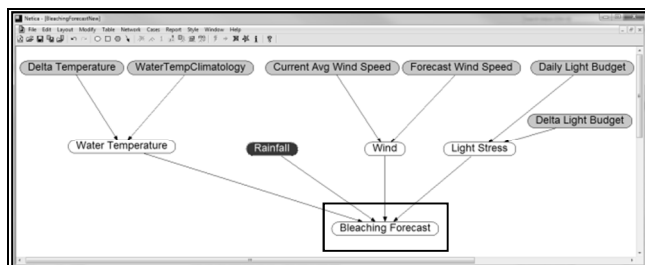 Netica - [BleachingForecastNew]
File Edit Layout Modify Table Network Cases Report Style Window Help
Delta Temperature WaterTempClimatology Current Avg Wind Speed Forecast Wind Speed Daily Light Budget
Delta Light Budget
Water Temperature Rainfall Wind Light Stress
Bleaching Forecast